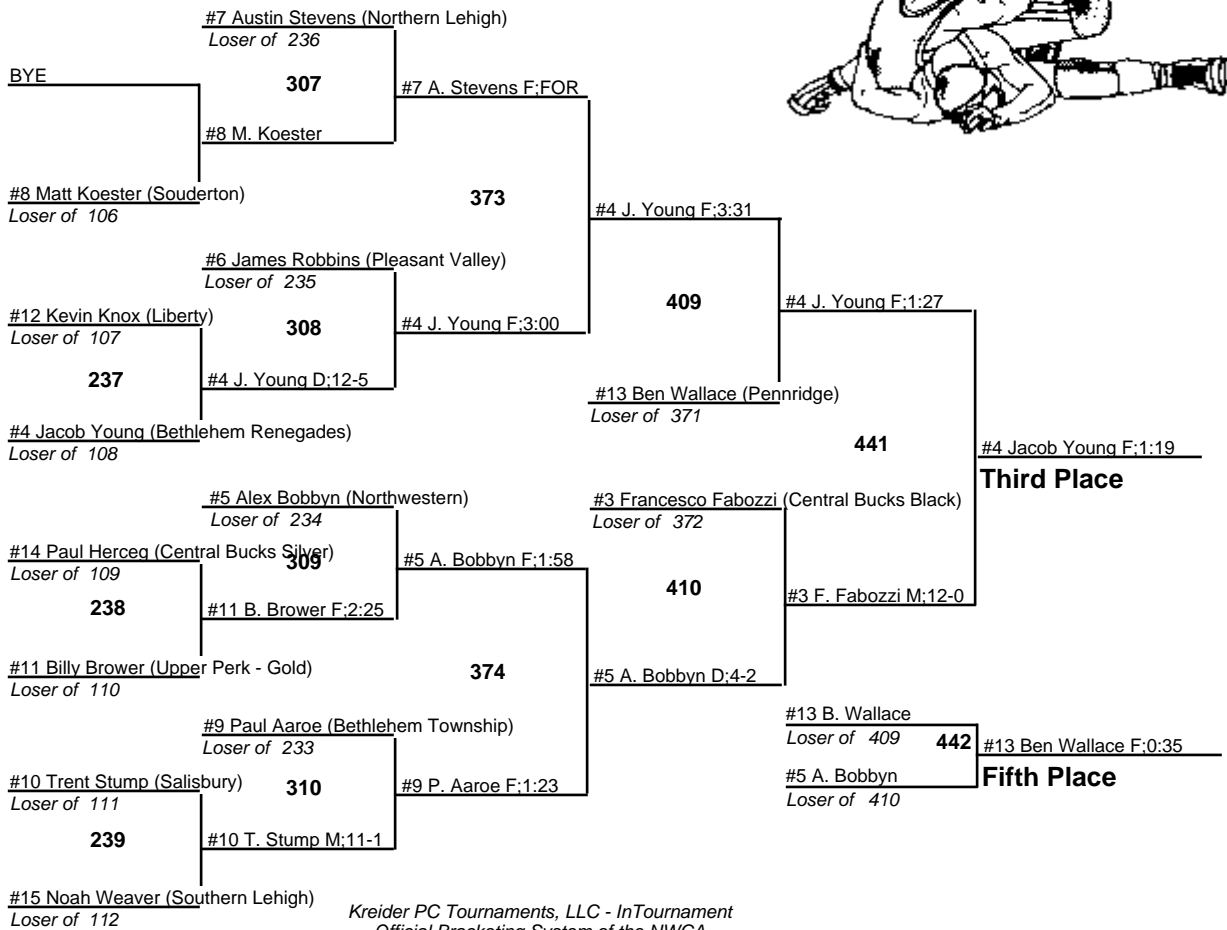 #7 Austin Stevens (Northern Lehigh)
Loser of 236
BYE
307
#7 A. Stevens F;FOR
#8 M. Koester
#8 Matt Koester (Souderton)
Loser of 106
373
#4 J. Young F;3:31
#6 James Robbins (Pleasant Valley)
Loser of 235
#12 Kevin Knox (Liberty)
Loser of 107
308
#4 J. Young F;3:00
409
#4 J. Young F;1:27
237
#4 J. Young D;12-5
#13 Ben Wallace (Pennridge)
Loser of 371
#4 Jacob Young (Bethlehem Renegades)
Loser of 108
441
#4 Jacob Young F;1:19
Third Place
#5 Alex Bobbyn (Northwestern)
Loser of 234
#3 Francesco Fabozzi (Central Bucks Black)
Loser of 372
#14 Paul Herceg (Central Bucks Silver)
Loser of 109
309
#5 A. Bobbyn F;1:58
410
238
#11 B. Brower F;2:25
#3 F. Fabozzi M;12-0
#11 Billy Brower (Upper Perk - Gold)
Loser of 110
374
#5 A. Bobbyn D;4-2
#9 Paul Aaroe (Bethlehem Township)
Loser of 233
#13 B. Wallace
Loser of 409
442
#13 Ben Wallace F;0:35
Fifth Place
#10 Trent Stump (Salisbury)
Loser of 111
310
#9 P. Aaroe F;1:23
#5 A. Bobbyn
Loser of 410
239
#10 T. Stump M;11-1
#15 Noah Weaver (Southern Lehigh)
Loser of 112
Kreider PC Tournaments, LLC - InTournament
Official Bracketing System of the NWCA